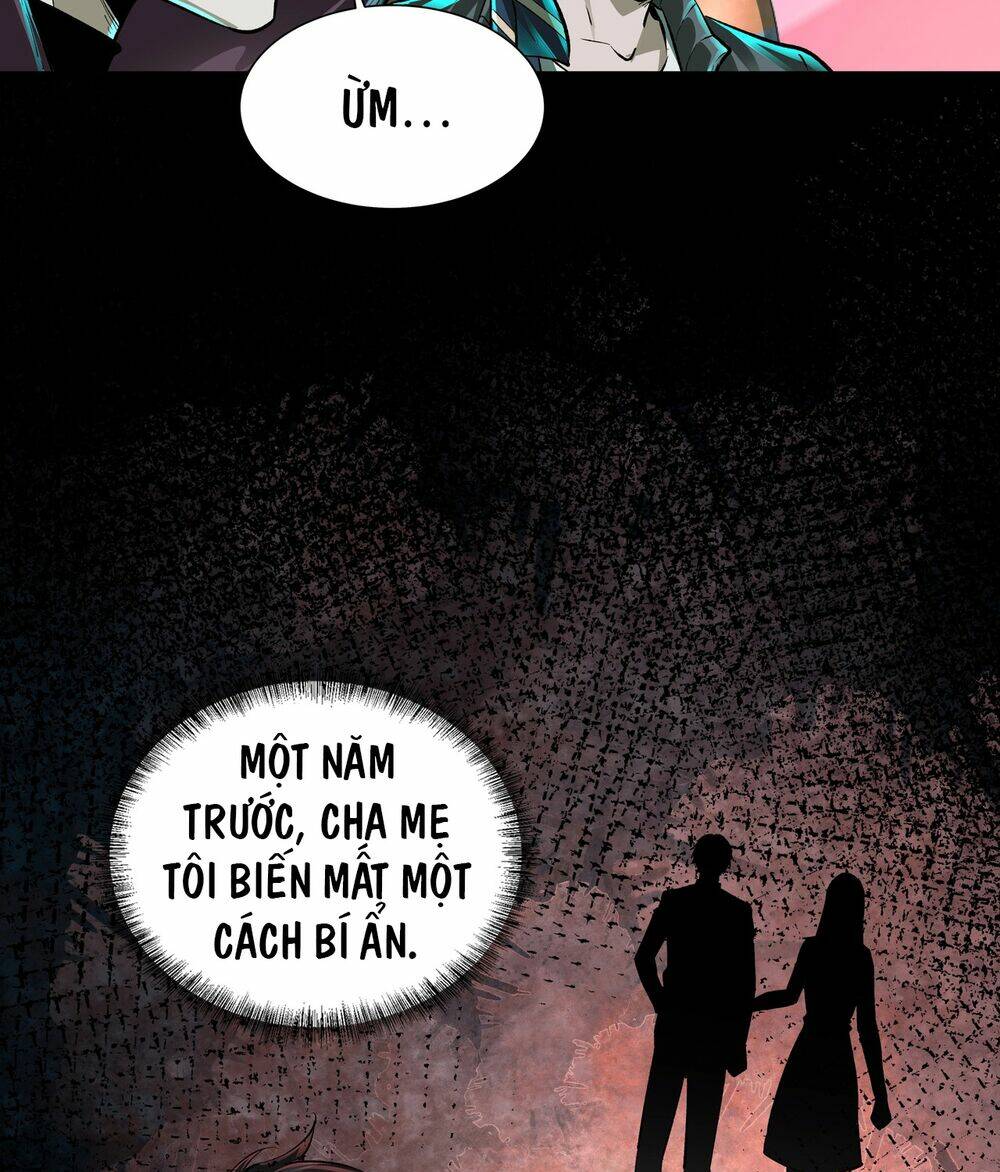 ỪM...
MỘT NĂM
TRƯỚC, CHA MẸ
TÔI BIẾN MẤT MỘT
CÁCH BÍ ẨN.